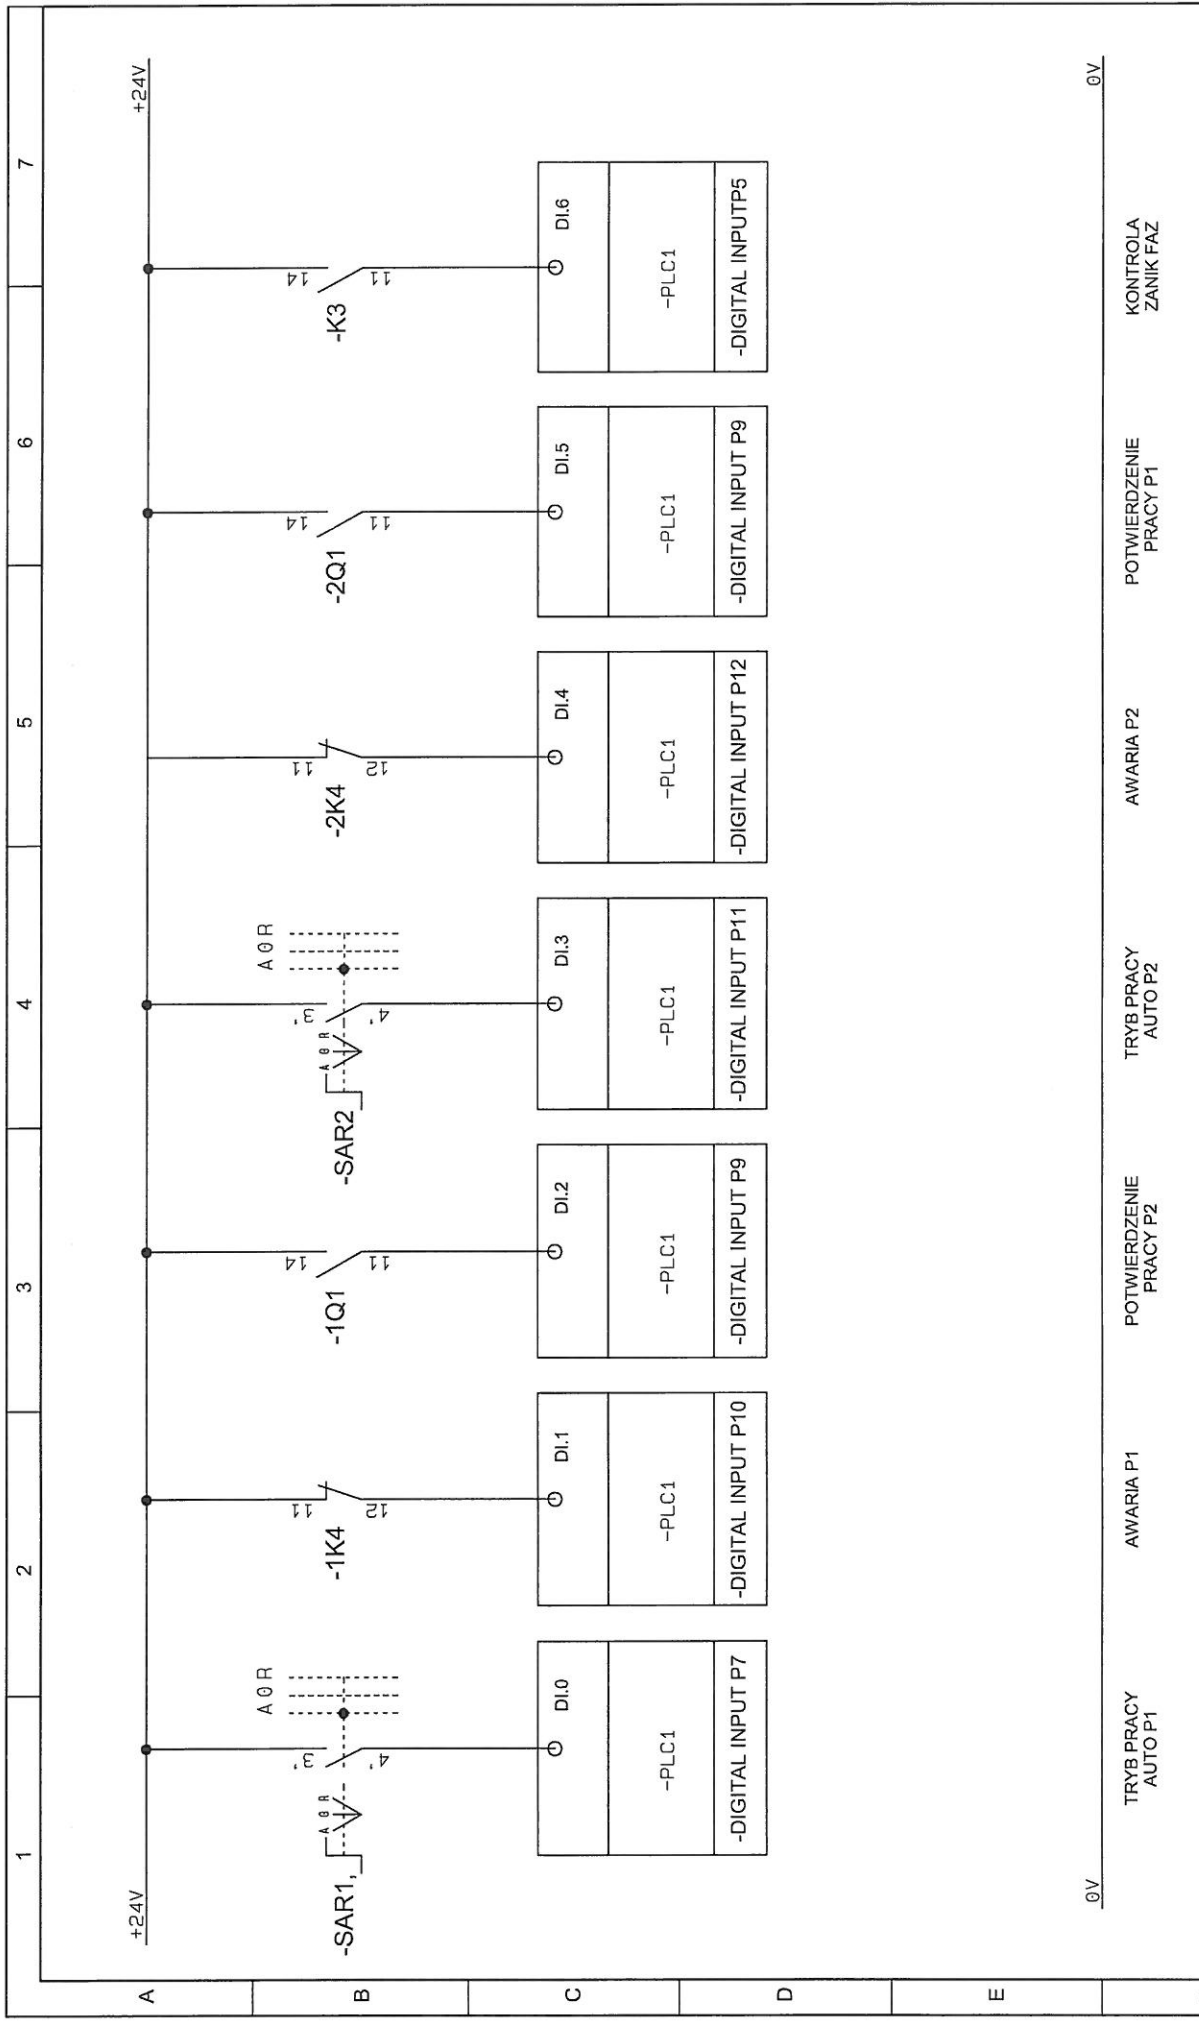 1
2
3
4
5
6
7
A
B
C
D
E
+24V
+24V
A 0 R
A 0 R
3'
4'
-SAR1,
11
12
-1K4
14
11
-1Q1
A 0 R
A 0 R
3'
4'
-SAR2
11
12
-2K4
14
11
-2Q1
14
11
-K3
DI.0
-PLC1
-DIGITAL INPUT P7
DI.1
-PLC1
-DIGITAL INPUT P10
DI.2
-PLC1
-DIGITAL INPUT P9
DI.3
-PLC1
-DIGITAL INPUT P11
DI.4
-PLC1
-DIGITAL INPUT P12
DI.5
-PLC1
-DIGITAL INPUT P9
DI.6
-PLC1
-DIGITAL INPUTP5
0V
0V
TRYB PRACY
AUTO P1
AWARIA P1
POTWIERDZENIE
PRACY P2
TRYB PRACY
AUTO P2
AWARIA P2
POTWIERDZENIE
PRACY P1
KONTROLA
ZANIK FAZ